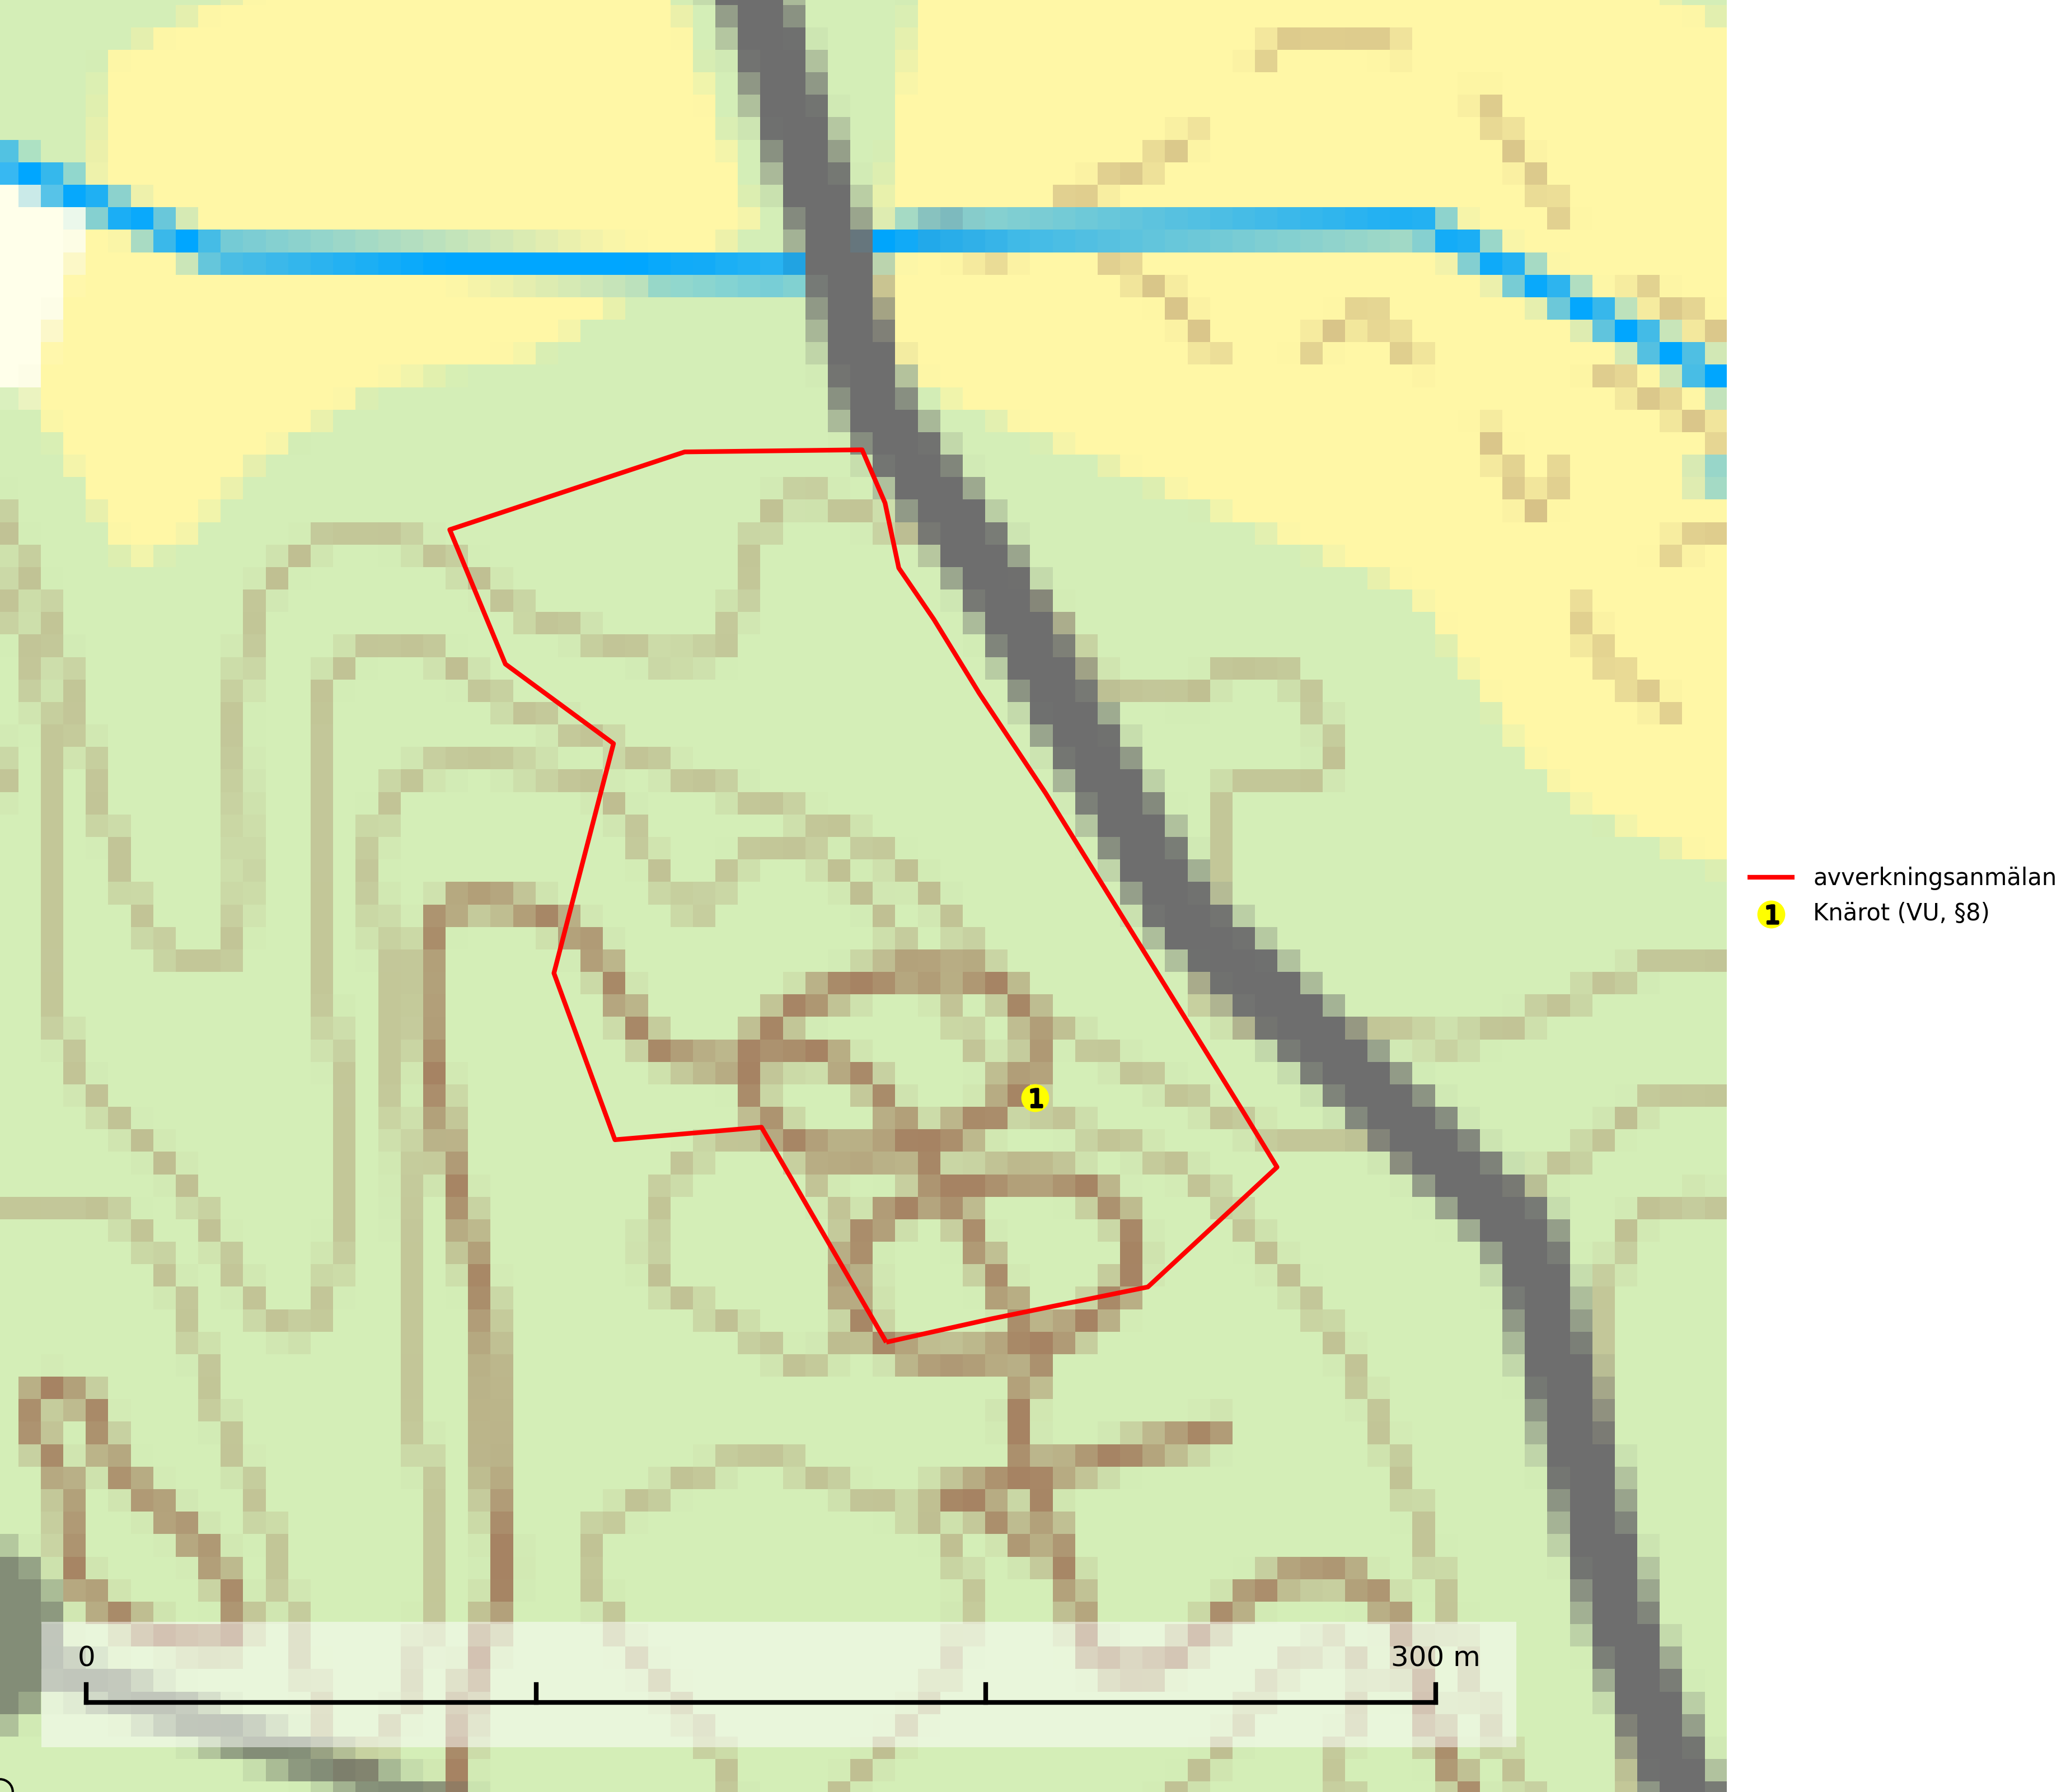 avverkningsanmälan
1 Knärot (VU, §8)
1
0 300 m